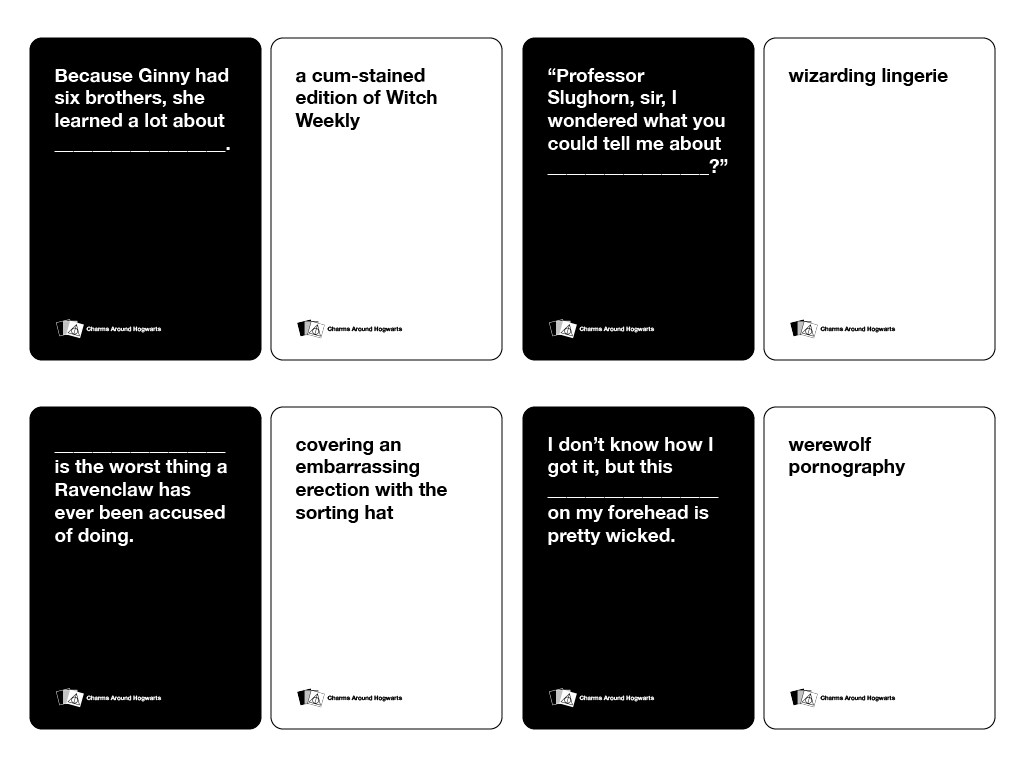 Because Ginny had
six brothers, she
learned a lot about
__________________.
Charms Around Hogwarts
a cum-stained
edition of Witch
Weekly
Charms Around Hogwarts
“Professor
Slughorn, sir, I
wondered what you
could tell me about
_________________?”
Charms Around Hogwarts
wizarding lingerie
Charms Around Hogwarts
__________________
is the worst thing a
Ravenclaw has
ever been accused
of doing.
Charms Around Hogwarts
covering an
embarrassing
erection with the
sorting hat
Charms Around Hogwarts
I don’t know how I
got it, but this
__________________
on my forehead is
pretty wicked.
Charms Around Hogwarts
werewolf
pornography
Charms Around Hogwarts